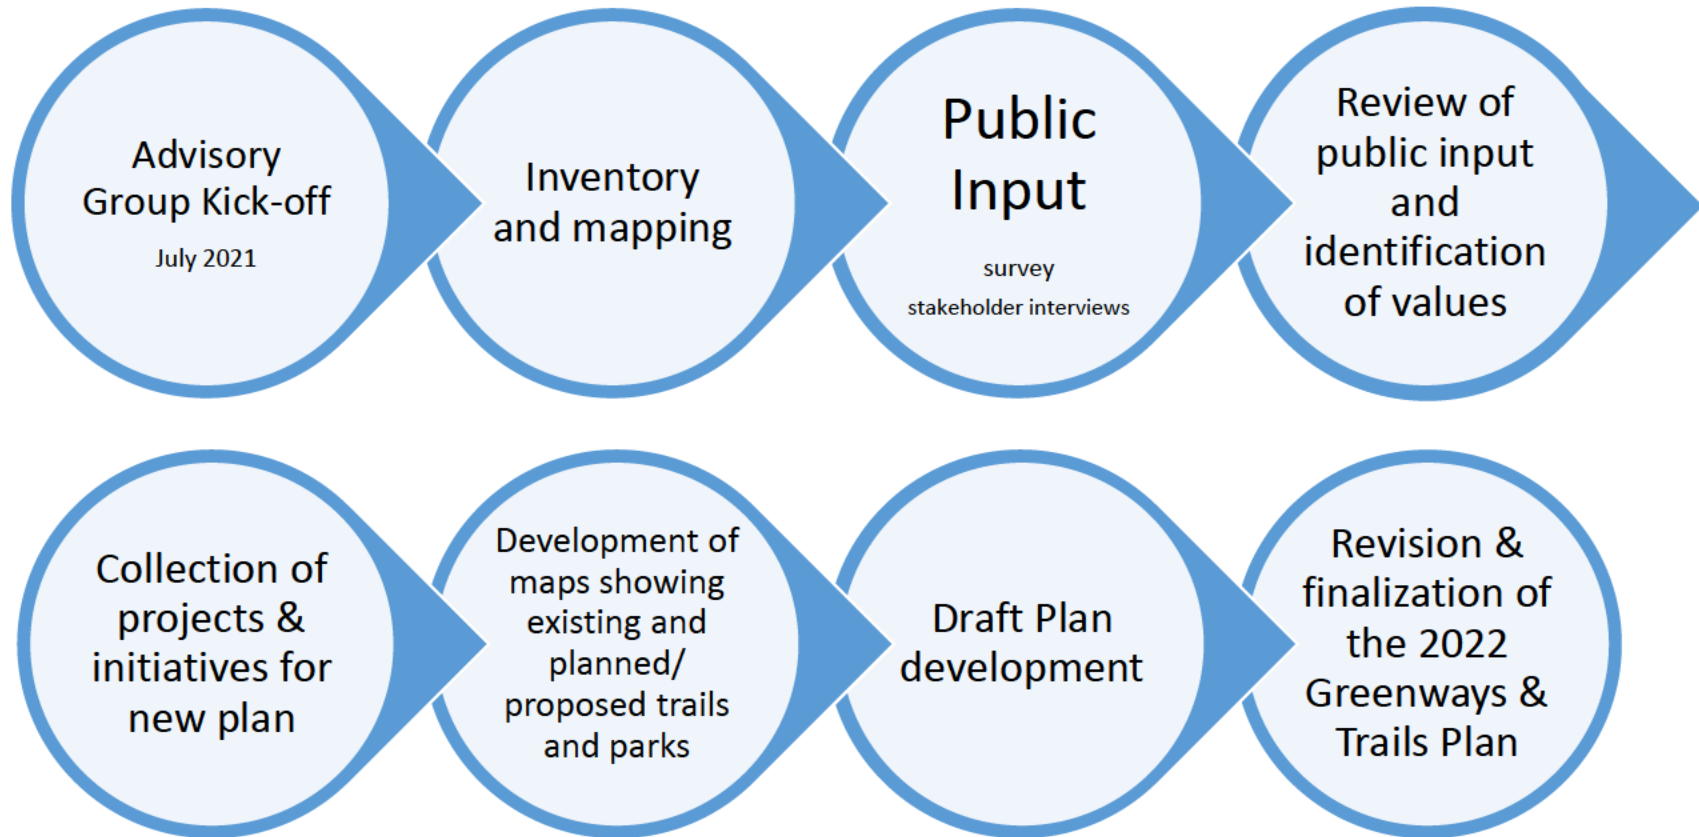 Advisory
Group Kick-off
July 2021
Inventory
and mapping
Public
Input
survey
stakeholder interviews
Review of
public input
and
identification
of values
Collection of
projects &
initiatives for
new plan
Development of
maps showing
existing and
planned/
proposed trails
and parks
Draft Plan
development
Revision &
finalization of
the 2022
Greenways &
Trails Plan